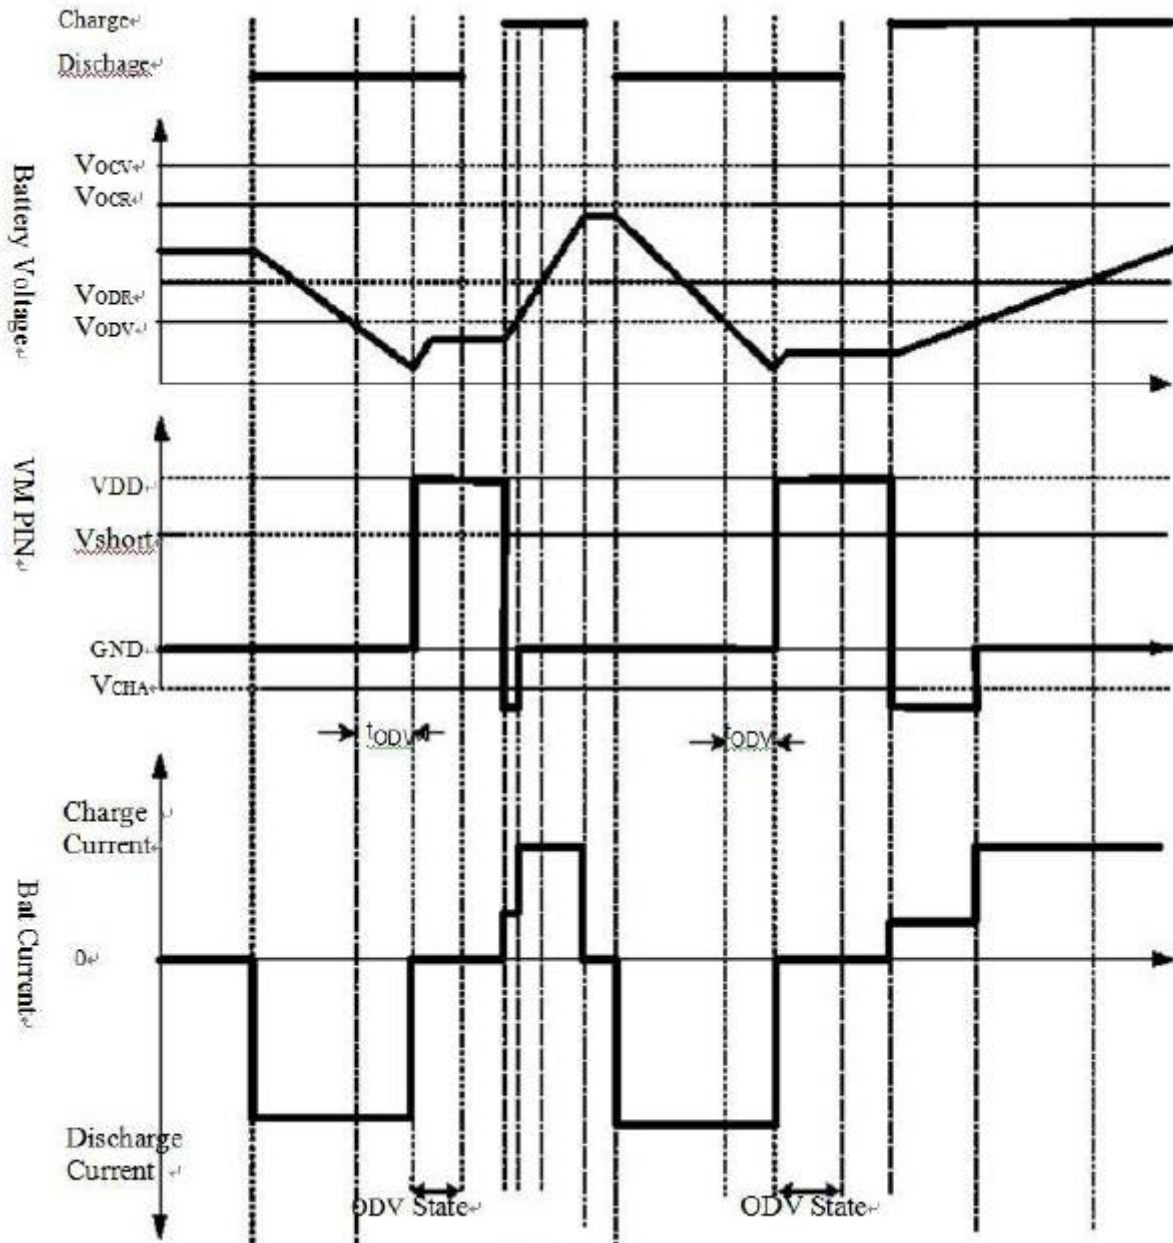 Charge
Dischage
Battery Voltage
VOCV
VOCR
VODR
VODV
VM PIN
VDD
Vshort
GND
VCHA
tODV
tODV
Bat Current
Charge
Current
0
Discharge
Current
ODV State
ODV State